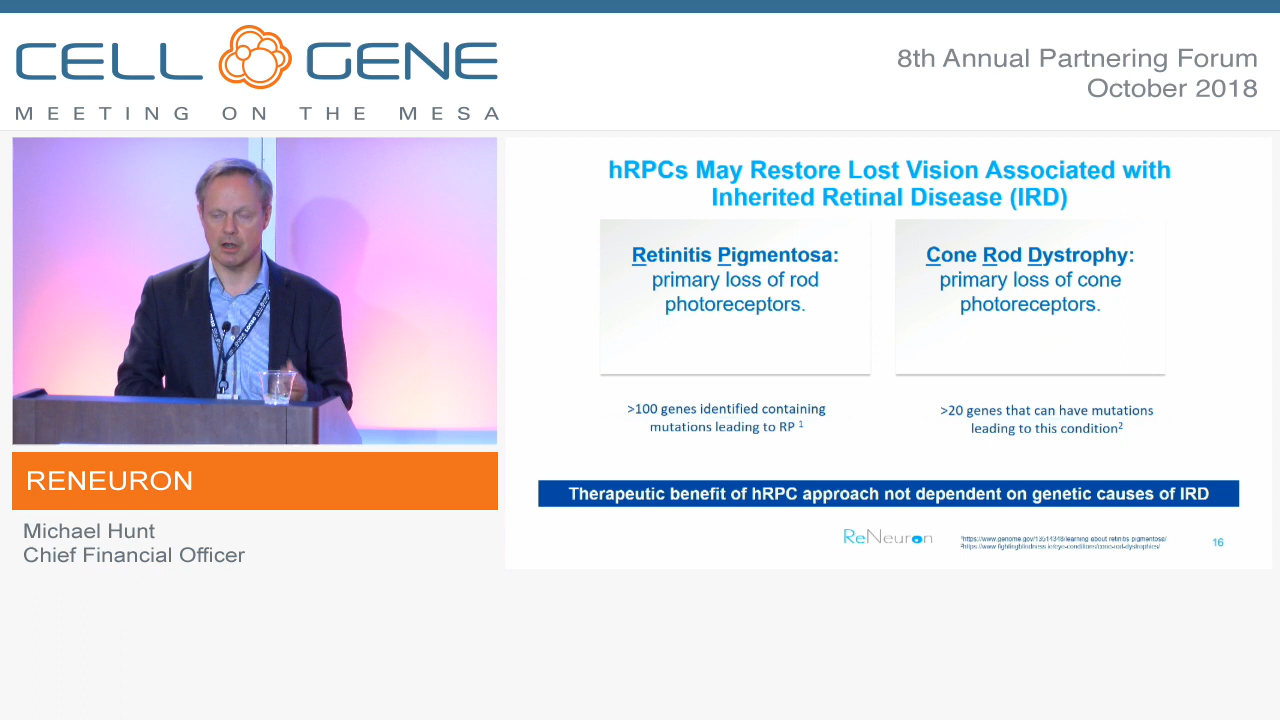 CELL GENE
MEETING ON THE MESA
8th Annual Partnering Forum
October 2018
hRPCs May Restore Lost Vision Associated with
Inherited Retinal Disease (IRD)
Retinitis Pigmentosa:
primary loss of rod
photoreceptors.
Cone Rod Dystrophy:
primary loss of cone
photoreceptors.
>100 genes identified containing
mutations leading to RP 1
>20 genes that can have mutations
leading to this condition2
Therapeutic benefit of hRPC approach not dependent on genetic causes of IRD
ReNeuron
16
RENEURON
Michael Hunt
Chief Financial Officer